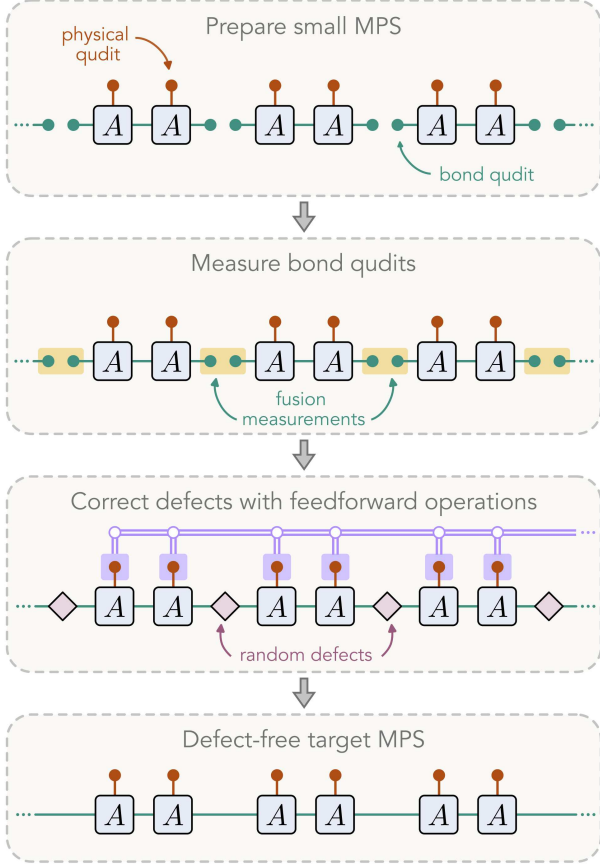 Prepare small MPS
physical
qudit
A A A A A A
bond qudit
Measure bond qudits
A A A A A A
fusion
measurements
Correct defects with feedforward operations
A A A A A A
random defects
Defect-free target MPS
A A A A A A